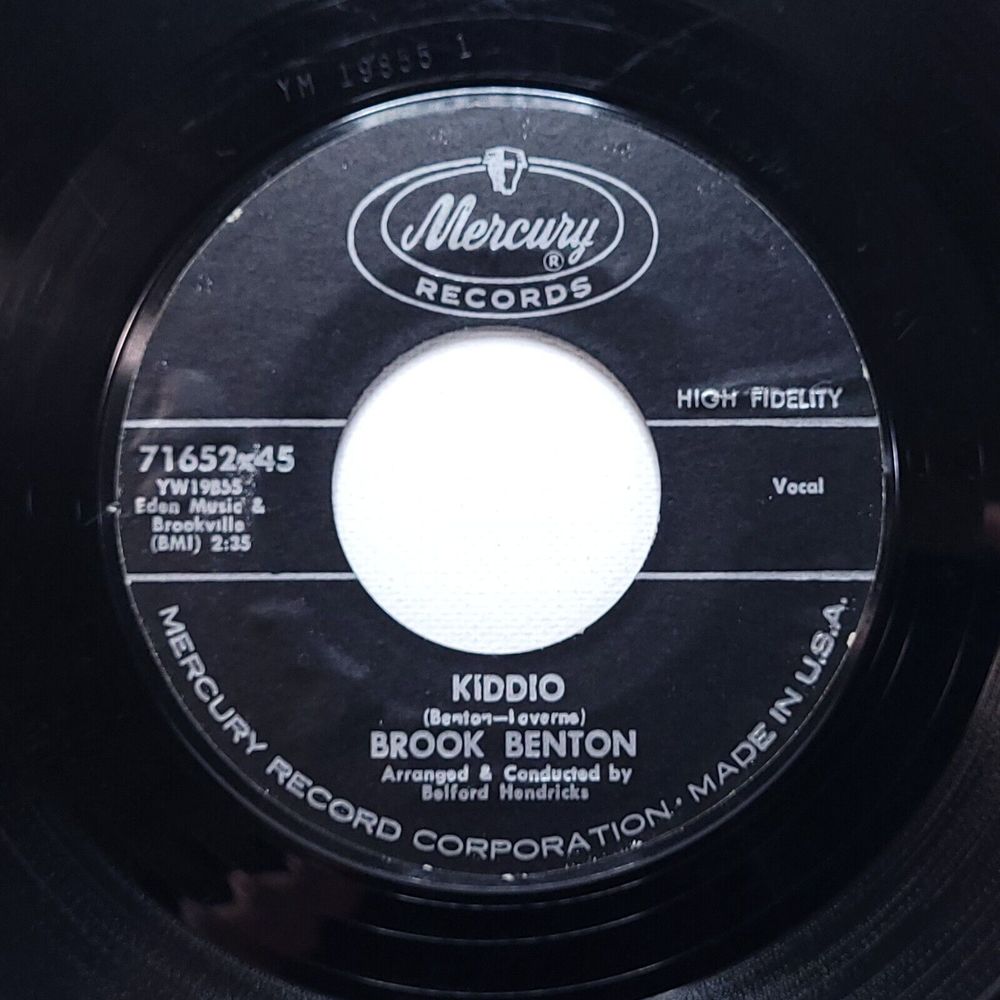 YM 19855 1
Mercury
®
RECORDS
HIGH FIDELITY
71652x45
YW19855
Eden Music &
Brookville
(BMI) 2:35
Vocal
KIDDIO
(Benton—Laverne)
BROOK BENTON
Arranged & Conducted by
Belford Hendricks
MERCURY RECORD CORPORATION · MADE IN U.S.A.